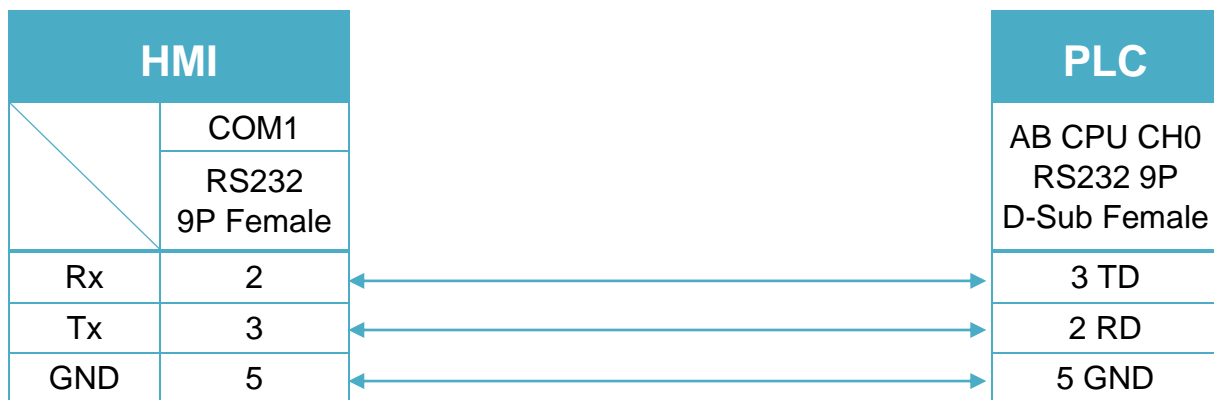 HMI
PLC
COM1
RS232
9P Female
AB CPU CH0
RS232 9P
D-Sub Female
Rx 2 3 TD
Tx 3 2 RD
GND 5 5 GND